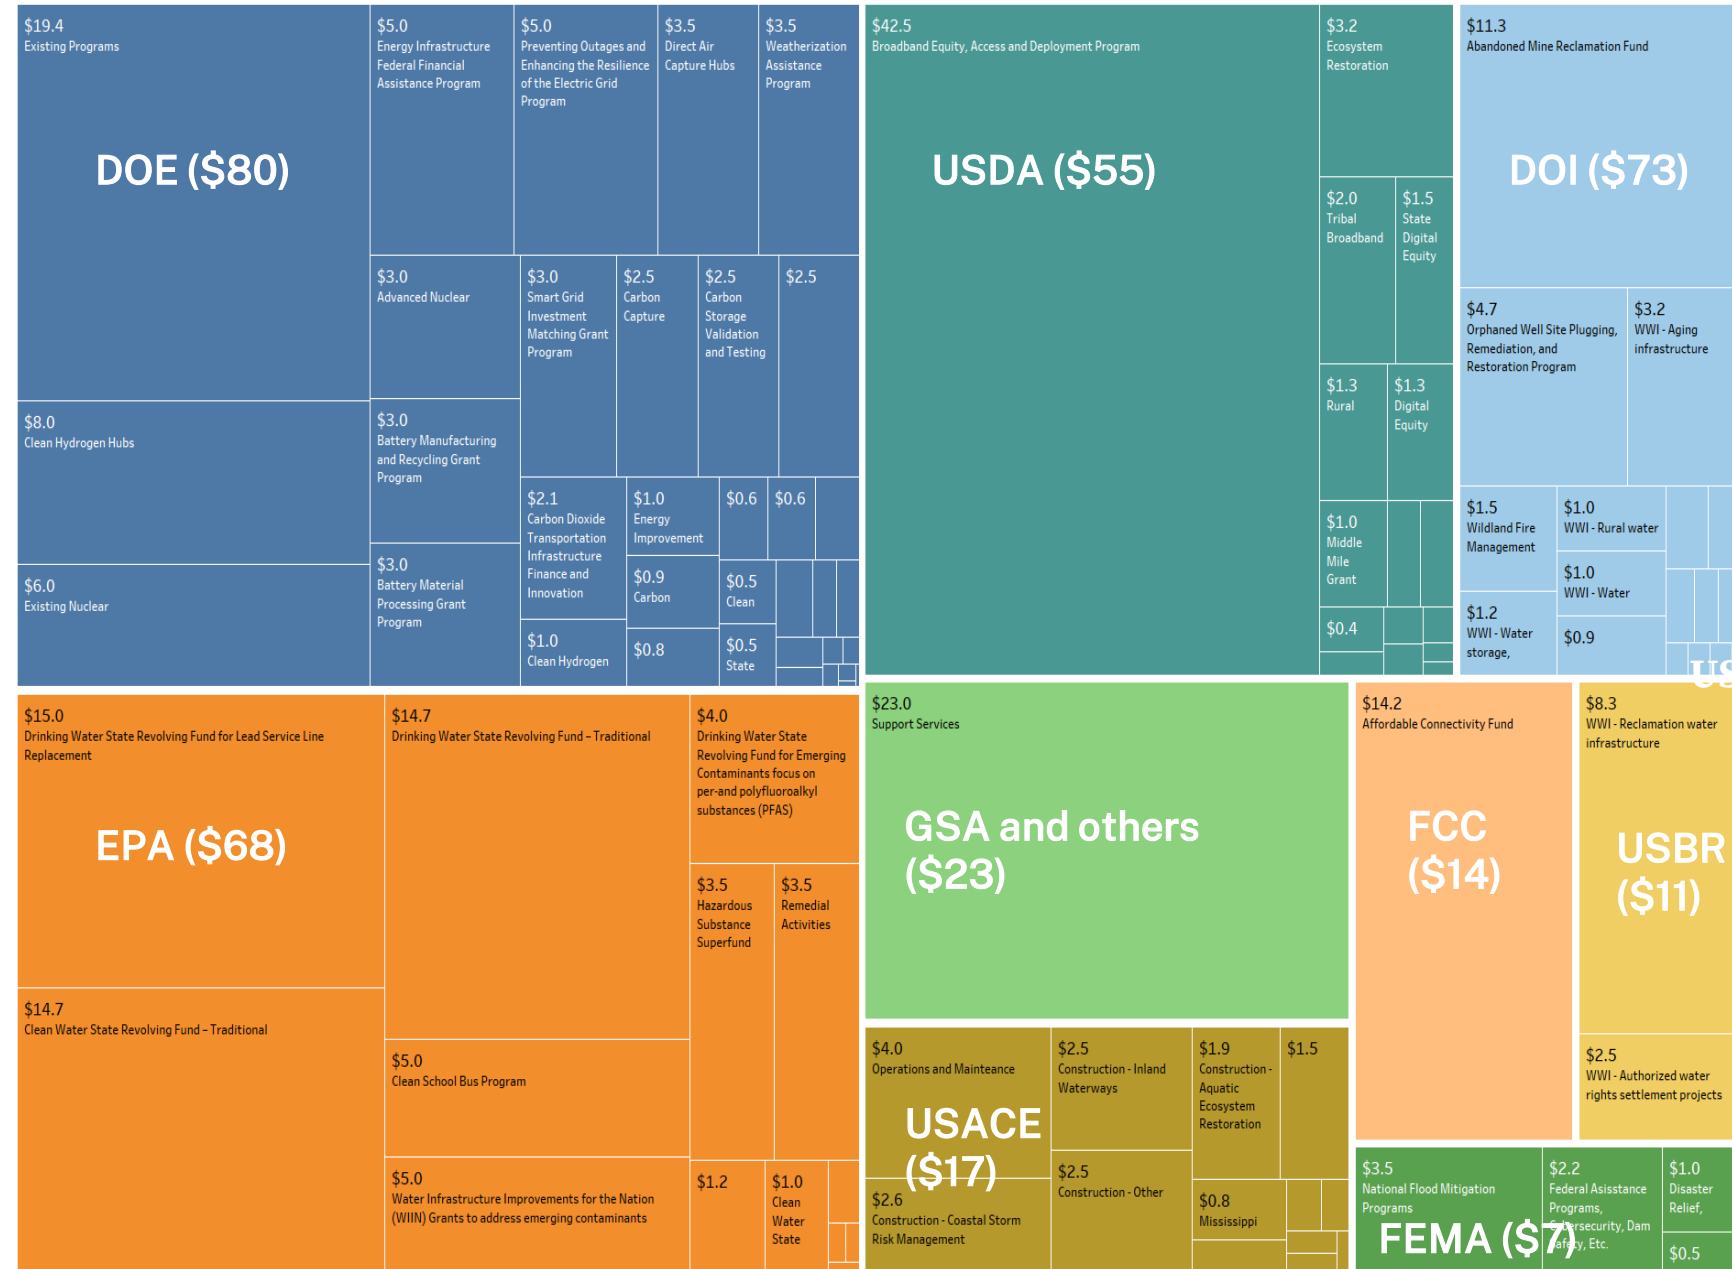 $19.4
Existing Programs
DOE ($80)
$8.0
Clean Hydrogen Hubs
$6.0
Existing Nuclear
$5.0
Energy Infrastructure
Federal Financial
Assistance Program
$5.0
Preventing Outages and
Enhancing the Resilience
of the Electric Grid
Program
$3.5
Direct Air
Capture Hubs
$3.5
Weatherization
Assistance
Program
$3.0
Advanced Nuclear
$3.0
Smart Grid
Investment
Matching Grant
Program
$2.5
Carbon
Capture
$2.5
Carbon
Storage
Validation
and Testing
$2.5
$3.0
Battery Manufacturing
and Recycling Grant
Program
$3.0
Battery Material
Processing Grant
Program
$2.1
Carbon Dioxide
Transportation
Infrastructure
Finance and
Innovation
$1.0
Clean Hydrogen
$1.0
Energy
Improvement
$0.9
Carbon
$0.8
$0.6
$0.6
$0.5
Clean
$0.5
State
$42.5
Broadband Equity, Access and Deployment Program
USDA ($55)
$3.2
Ecosystem
Restoration
$2.0
Tribal
Broadband
$1.5
State
Digital
Equity
$1.3
Rural
$1.3
Digital
Equity
$1.0
Middle
Mile
Grant
$0.4
$11.3
Abandoned Mine Reclamation Fund
DOI ($73)
$4.7
Orphaned Well Site Plugging,
Remediation, and
Restoration Program
$3.2
WWI - Aging
infrastructure
$1.5
Wildland Fire
Management
$1.0
WWI - Rural water
$1.0
WWI - Water
$1.2
WWI - Water
storage,
$0.9
US
$15.0
Drinking Water State Revolving Fund for Lead Service Line
Replacement
EPA ($68)
$14.7
Clean Water State Revolving Fund – Traditional
$14.7
Drinking Water State Revolving Fund – Traditional
$5.0
Clean School Bus Program
$5.0
Water Infrastructure Improvements for the Nation
(WIIN) Grants to address emerging contaminants
$4.0
Drinking Water State
Revolving Fund for Emerging
Contaminants focus on
per-and polyfluoroalkyl
substances (PFAS)
$3.5
Hazardous
Substance
Superfund
$3.5
Remedial
Activities
$1.2
$1.0
Clean
Water
State
$23.0
Support Services
GSA and others
($23)
$14.2
Affordable Connectivity Fund
FCC
($14)
$8.3
WWI - Reclamation water
infrastructure
USBR
($11)
$2.5
WWI - Authorized water
rights settlement projects
$4.0
Operations and Mainteance
USACE
($17)
$2.6
Construction - Coastal Storm
Risk Management
$2.5
Construction - Inland
Waterways
$2.5
Construction - Other
$1.9
Construction -
Aquatic
Ecosystem
Restoration
$1.5
$0.8
Mississippi
$3.5
National Flood Mitigation
Programs
FEMA ($7)
$2.2
Federal Asisstance
Programs,
Cybersecurity, Dam
Safety, Etc.
$1.0
Disaster
Relief,
$0.5